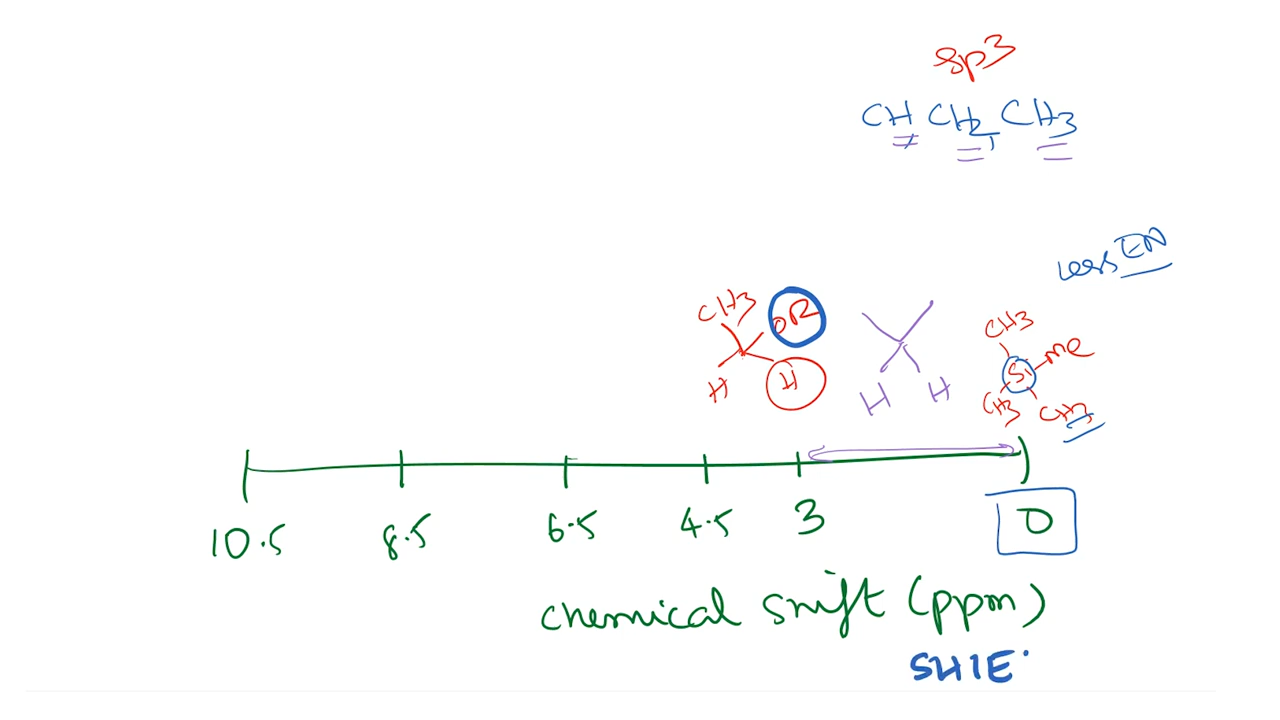 sp3
CH CH2 CH3
less EN
CH3 OR
H H
H H
CH3
Si Me
CH3 CH3
10.5 8.5 6.5 4.5 3 0
chemical shift (ppm)
SHIE